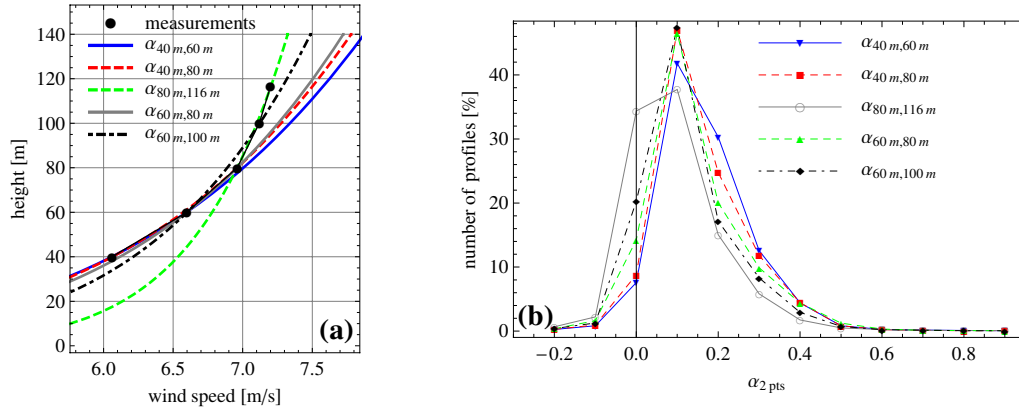 measurements
α40 m,60 m
α40 m,80 m
α80 m,116 m
α60 m,80 m
α60 m,100 m
140
120
100
80
60
40
20
0
height [m]
6.0 6.5 7.0 7.5
wind speed [m/s]
(a)
α40 m,60 m
α40 m,80 m
α80 m,116 m
α60 m,80 m
α60 m,100 m
40
30
20
10
0
number of profiles [%]
−0.2 0.0 0.2 0.4 0.6 0.8
α2 pts
(b)